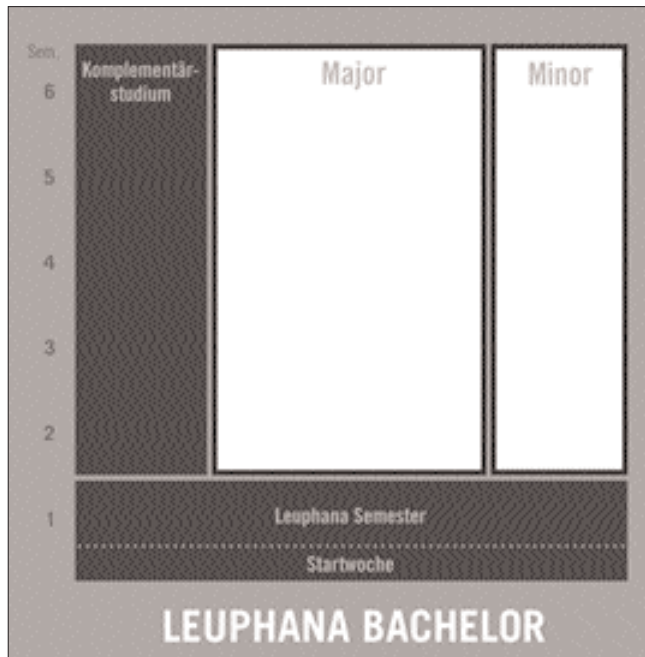 Sem.
Komplementär-
studium
Major
Minor
6
5
4
3
2
1
Leuphana Semester
Startwoche
LEUPHANA BACHELOR